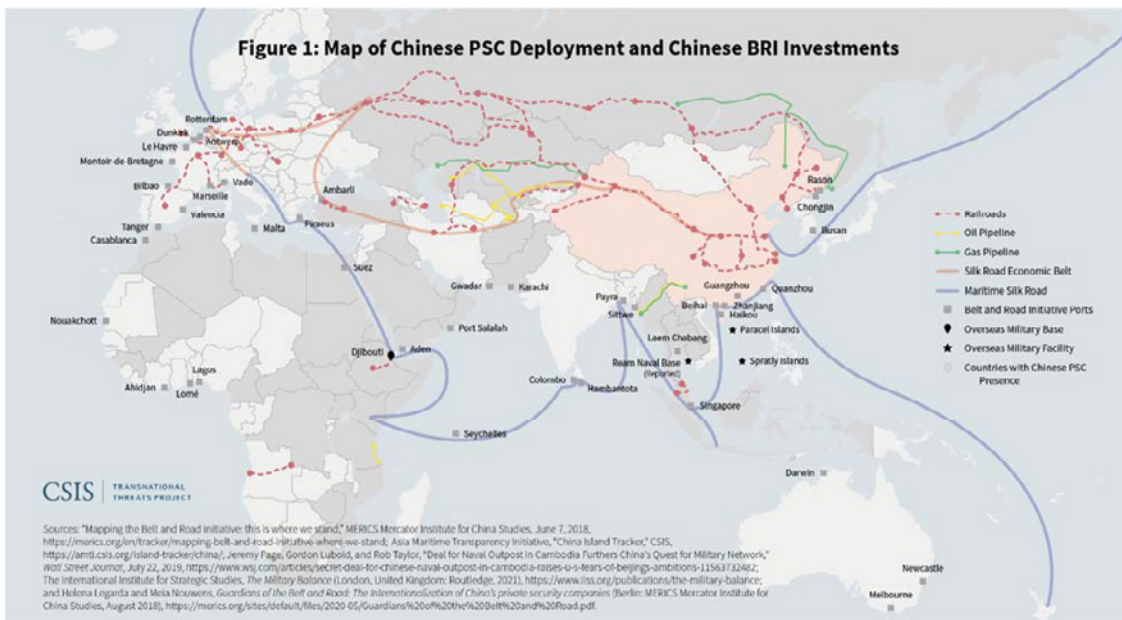 Figure 1: Map of Chinese PSC Deployment and Chinese BRI Investments
Rotterdam
Dunkirk
Antwerp
Le Havre
Montoir-de-Bretagne
Bilbao
Vado
Marseille
Valencia
Ambarli
Tanger
Casablanca
Malta
Piraeus
Suez
Rason
Chongjin
Busan
Railroads
Oil Pipeline
Gas Pipeline
Silk Road Economic Belt
Maritime Silk Road
Belt and Road Initiative Ports
Overseas Military Base
Overseas Military Facility
Countries with Chinese PSC
Presence
Gwadar
Karachi
Payra
Sittwe
Guangzhou
Quanzhou
Beihai
Zhanjiang
Haikou
Paracel Islands
Nouakchott
Port Salalah
Laem Chabang
Djibouti
Aden
Ream Naval Base
(Reported)
Spratly Islands
Abidjan
Lagos
Lomé
Colombo
Hambantota
Singapore
Seychelles
Darwin
Newcastle
Melbourne
CSIS
TRANSNATIONAL
THREATS PROJECT
Sources: "Mapping the Belt and Road initiative: this is where we stand," MERICS Mercator Institute for China Studies, June 7, 2018,
https://merics.org/en/tracker/mapping-belt-and-road-initiative-where-we-stand; Asia Maritime Transparency Initiative, "China Island Tracker," CSIS,
https://amti.csis.org/island-tracker/china/; Jeremy Page, Gordon Lubold, and Rob Taylor, "Deal for Naval Outpost in Cambodia Furthers China's Quest for Military Network,"
Wall Street Journal, July 22, 2019, https://www.wsj.com/articles/secret-deal-for-chinese-naval-outpost-in-cambodia-raises-u-s-fears-of-beijings-ambitions-11563732482;
The International Institute for Strategic Studies, The Military Balance (London, United Kingdom: Routledge, 2021), https://www.iiss.org/publications/the-military-balance;
and Helena Legarda and Meia Nouwens, Guardians of the Belt and Road: The Internationalization of China's private security companies (Berlin: MERICS Mercator Institute for
China Studies, August 2018), https://merics.org/sites/default/files/2020-05/Guardians%20of%20the%20Belt%20and%20Road.pdf.